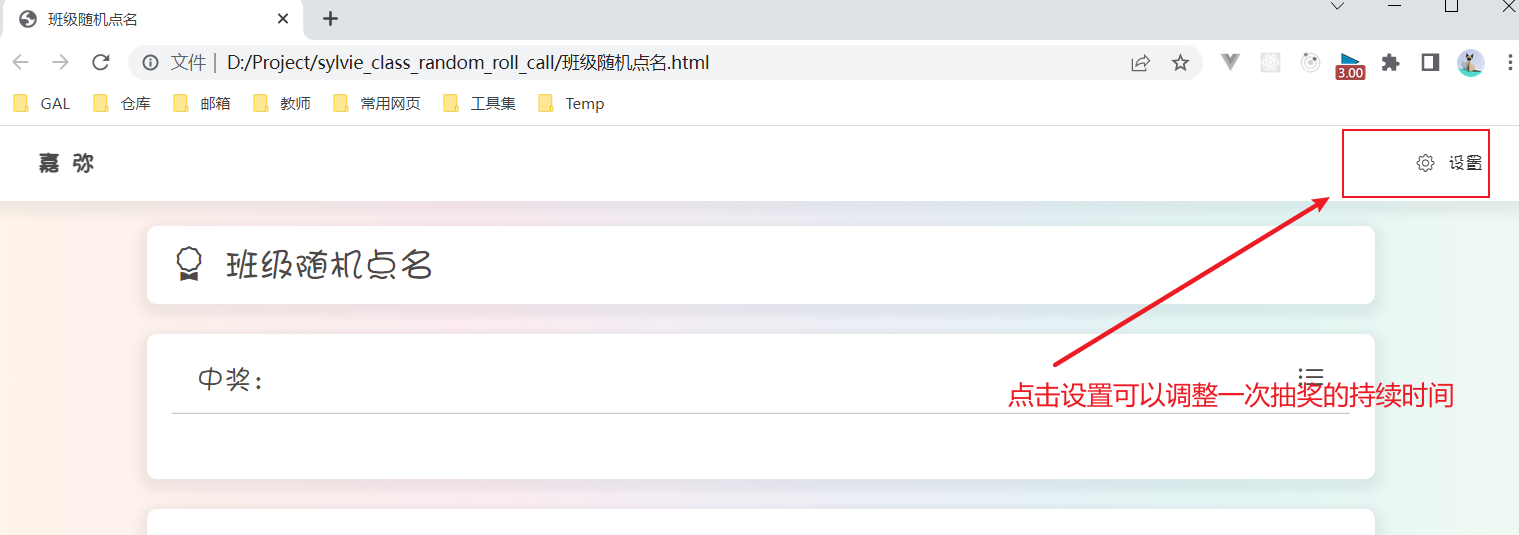 班级随机点名
文件 | D:/Project/sylvie_class_random_roll_call/班级随机点名.html
3.00
GAL 仓库 邮箱 教师 常用网页 工具集 Temp
嘉 弥
设置
班级随机点名
中奖：
点击设置可以调整一次抽奖的持续时间